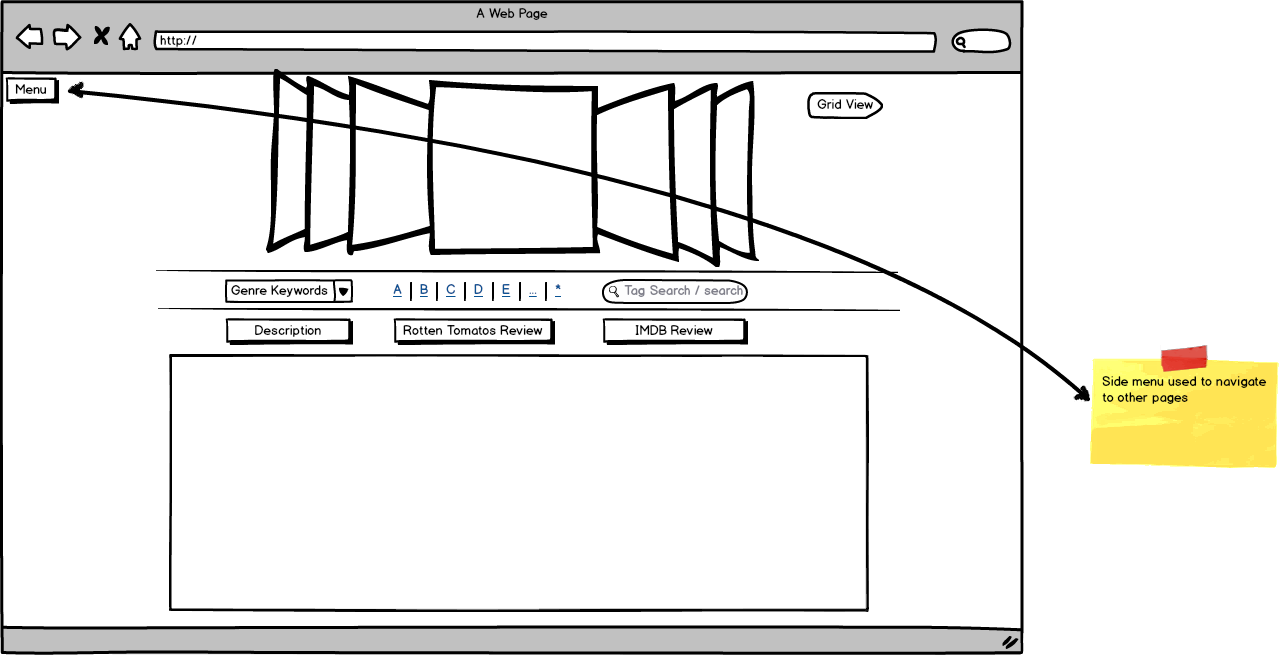 A Web Page
http://
Menu
Grid View
Genre Keywords
A | B | C | D | E | ... | *
Tag Search / search
Description
Rotten Tomatos Review
IMDB Review
Side menu used to navigate
to other pages